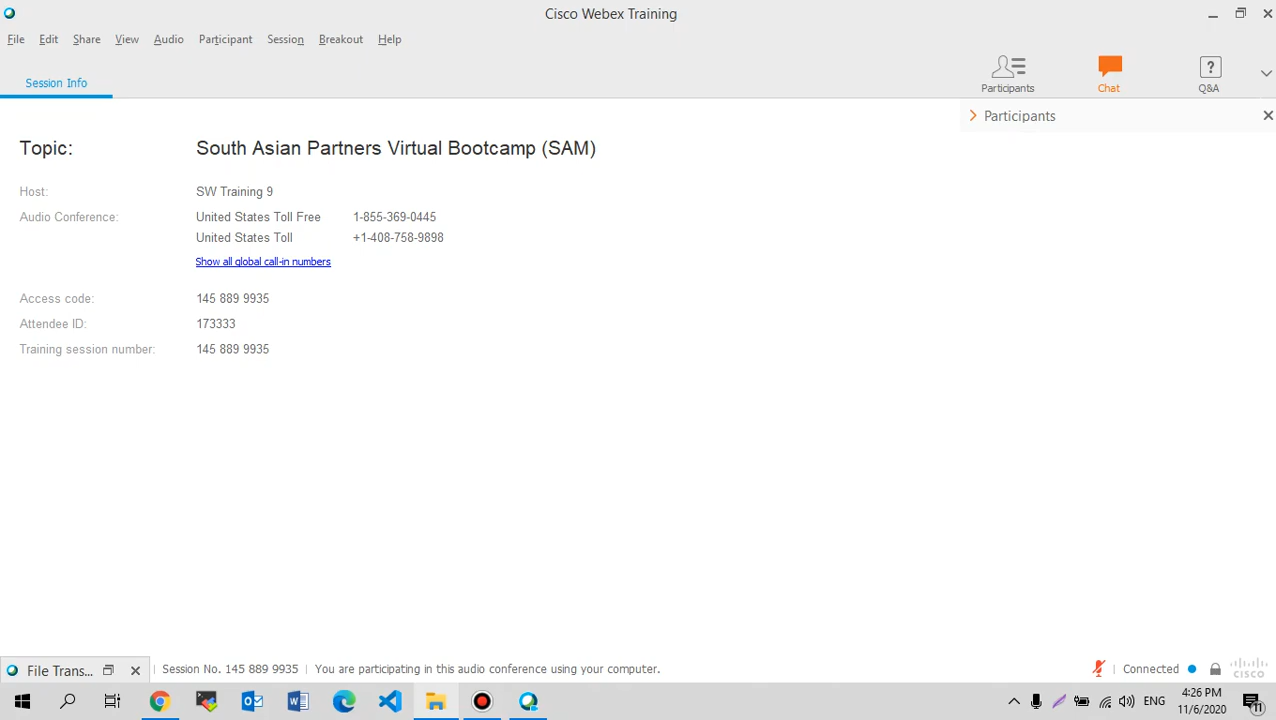 Cisco Webex Training
File Edit Share View Audio Participant Session Breakout Help
Session Info
Participants Chat Q&A
Participants
Topic: South Asian Partners Virtual Bootcamp (SAM)
Host: SW Training 9
Audio Conference: United States Toll Free 1-855-369-0445
United States Toll +1-408-758-9898
Show all global call-in numbers
Access code: 145 889 9935
Attendee ID: 173333
Training session number: 145 889 9935
File Trans... Session No. 145 889 9935 You are participating in this audio conference using your computer. Connected
cisco
ENG 4:26 PM
11/6/2020